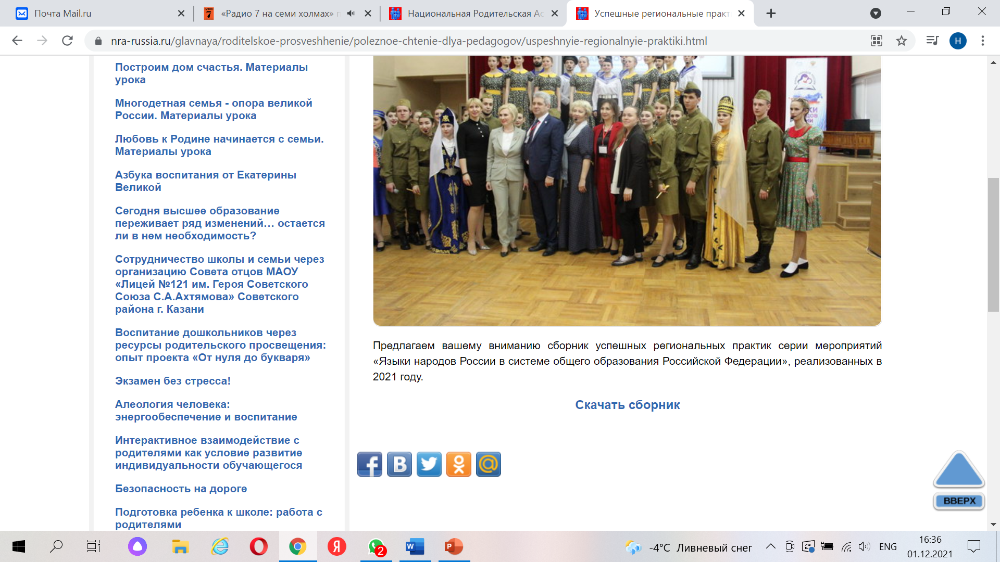 Почта Mail.ru
«Радио 7 на семи холмах»
Национальная Родительская Ас
Успешные региональные практ
nra-russia.ru/glavnaya/roditelskoe-prosveshhenie/poleznoe-chtenie-dlya-pedagogov/uspeshnyie-regionalnyie-praktiki.html
Н
Построим дом счастья. Материалы
урока
Многодетная семья - опора великой
России. Материалы урока
Любовь к Родине начинается с семьи.
Материалы урока
Азбука воспитания от Екатерины
Великой
Сегодня высшее образование
переживает ряд изменений… остается
ли в нем необходимость?
Сотрудничество школы и семьи через
организацию Совета отцов МАОУ
«Лицей №121 им. Героя Советского
Союза С.А.Ахтямова» Советского
района г. Казани
Воспитание дошкольников через
ресурсы родительского просвещения:
опыт проекта «От нуля до букваря»
Экзамен без стресса!
Алеология человека:
энергообеспечение и воспитание
Интерактивное взаимодействие с
родителями как условие развитие
индивидуальности обучающегося
Безопасность на дороге
Подготовка ребенка к школе: работа с
родителями
Предлагаем вашему вниманию сборник успешных региональных практик серии мероприятий
«Языки народов России в системе общего образования Российской Федерации», реализованных в
2021 году.
Скачать сборник
ВВЕРХ
2
-4°C Ливневый снег
ENG
16:36
01.12.2021